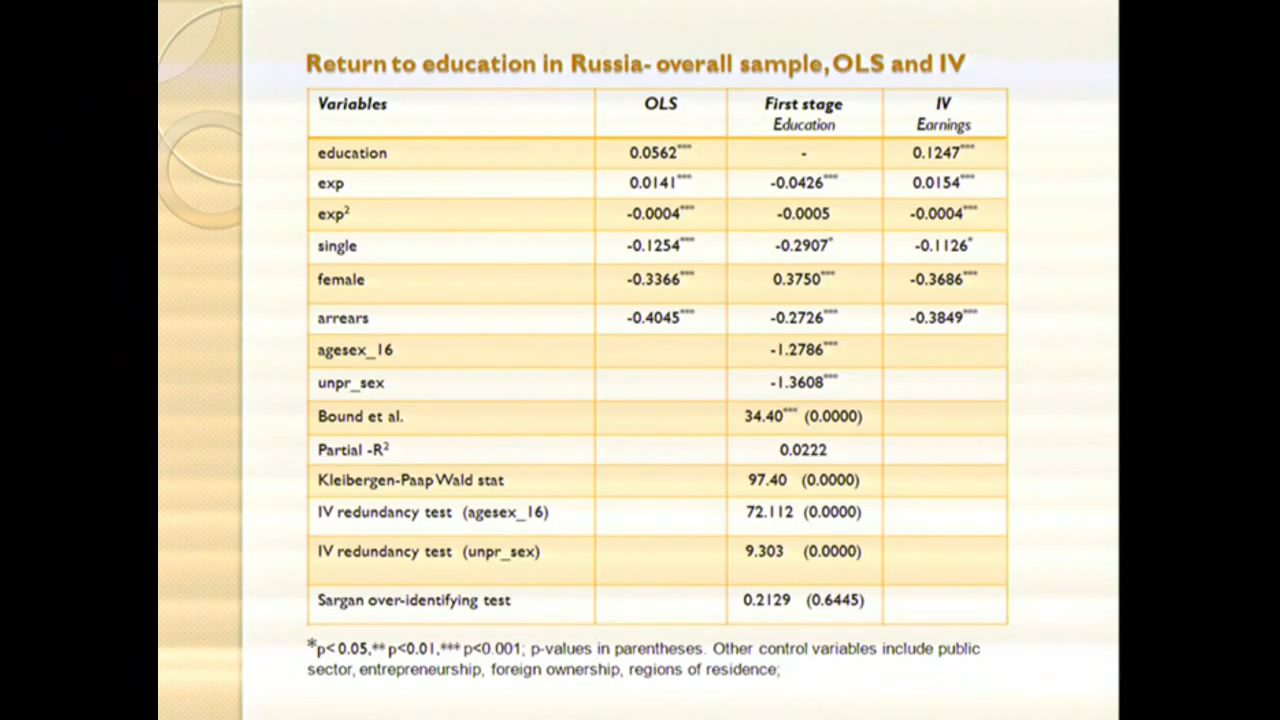 Return to education in Russia- overall sample, OLS and IV
Variables OLS First stage IV
Education Earnings
education 0.0562*** - 0.1247***
exp 0.0141*** -0.0426*** 0.0154***
exp² -0.0004*** -0.0005 -0.0004***
single -0.1254*** -0.2907* -0.1126*
female -0.3366*** 0.3750*** -0.3686***
arrears -0.4045*** -0.2726*** -0.3849***
agesex_16 -1.2786***
unpr_sex -1.3608***
Bound et al. 34.40*** (0.0000)
Partial -R² 0.0222
Kleibergen-Paap Wald stat 97.40 (0.0000)
IV redundancy test (agesex_16) 72.112 (0.0000)
IV redundancy test (unpr_sex) 9.303 (0.0000)
Sargan over-identifying test 0.2129 (0.6445)
*p< 0.05,** p<0.01,*** p<0.001; p-values in parentheses. Other control variables include public
sector, entrepreneurship, foreign ownership, regions of residence;